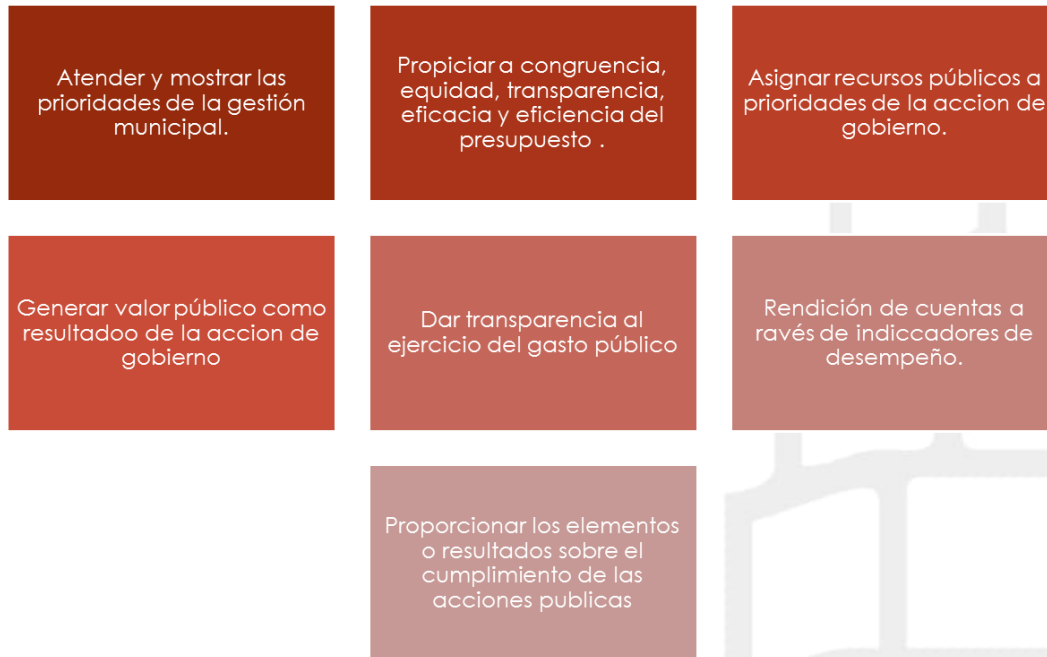 Atender y mostrar las
prioridades de la gestión
municipal.
Propiciar a congruencia,
equidad, transparencia,
eficacia y eficiencia del
presupuesto .
Asignar recursos públicos a
prioridades de la accion de
gobierno.
Generar valor público como
resultadoo de la accion de
gobierno
Dar transparencia al
ejercicio del gasto público
Rendición de cuentas a
ravés de indiccadores de
desempeño.
Proporcionar los elementos
o resultados sobre el
cumplimiento de las
acciones publicas